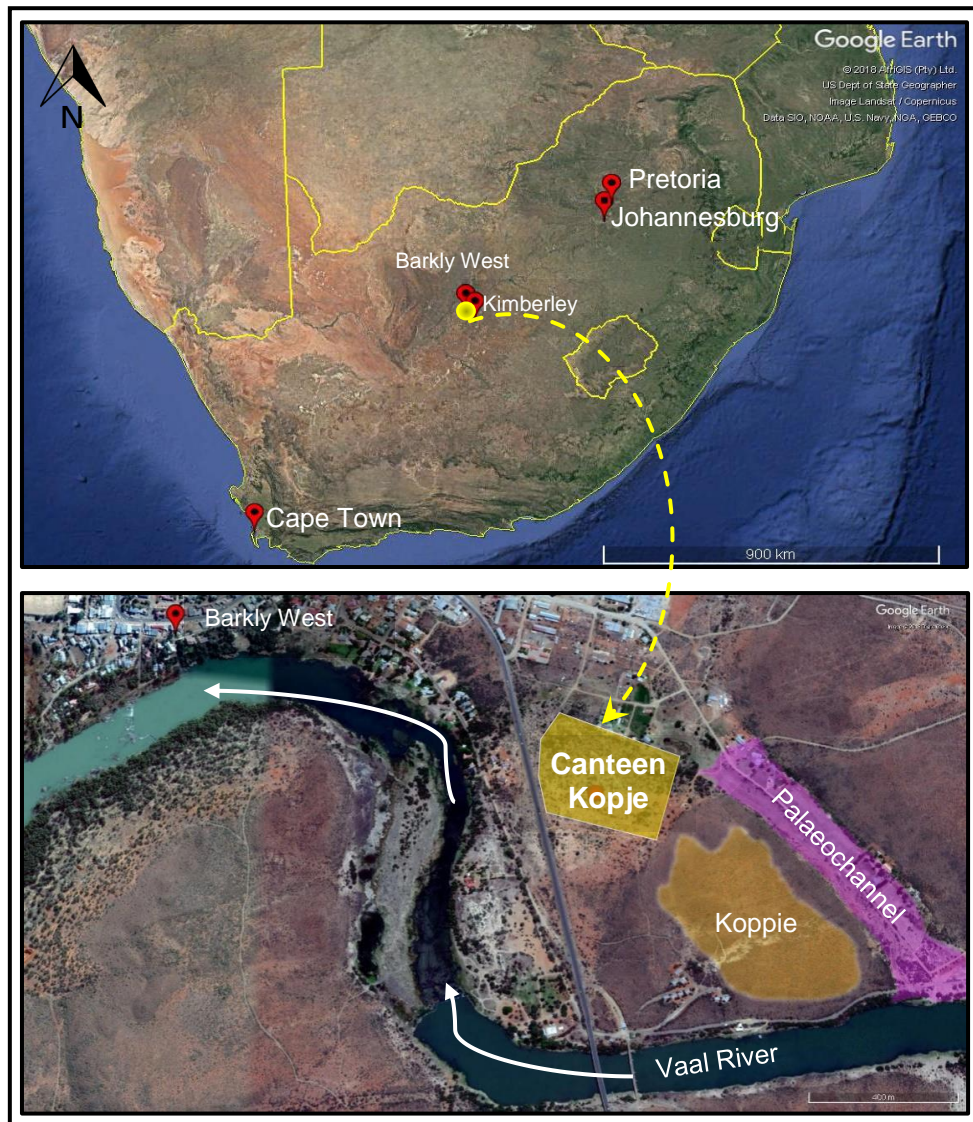 Google Earth
© 2018 AfriGIS (Pty) Ltd.
US Dept of State Geographer
Image Landsat / Copernicus
Data SIO, NOAA, U.S. Navy, NGA, GEBCO
N
Pretoria
Johannesburg
Barkly West
Kimberley
Cape Town
900 km
Google Earth
Barkly West
Canteen
Kopje
Palaeochannel
Koppie
Vaal River
400 m